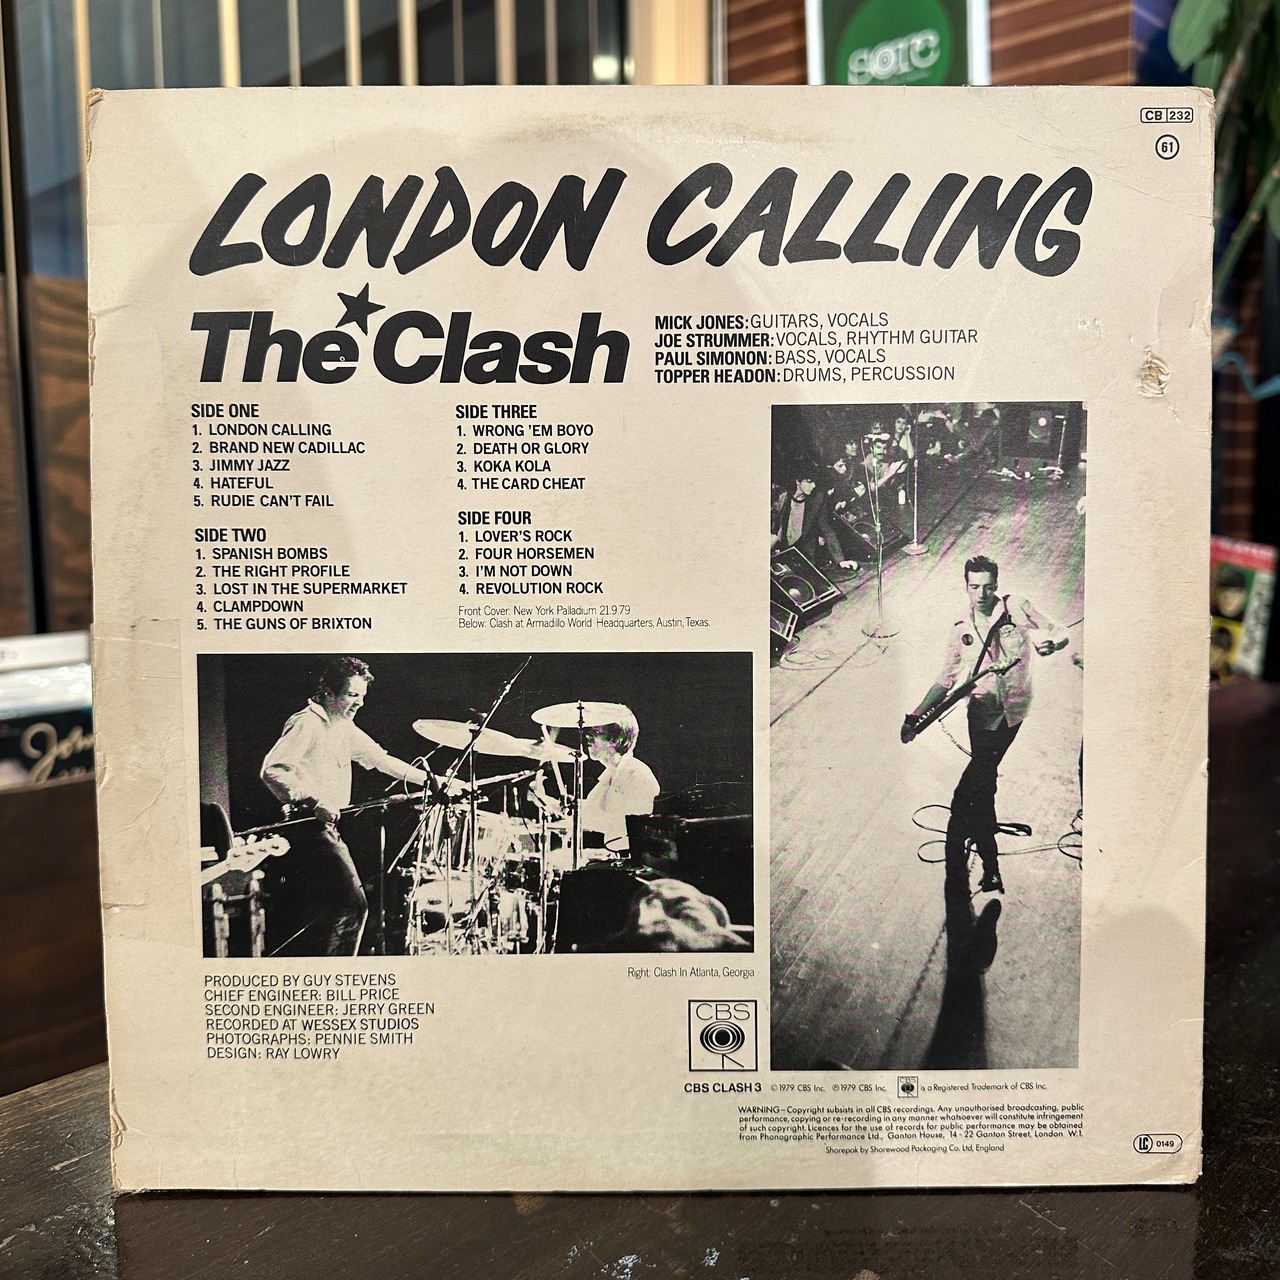 sorc
CB 232
61
LONDON CALLING
The Clash
MICK JONES: GUITARS, VOCALS
JOE STRUMMER: VOCALS, RHYTHM GUITAR
PAUL SIMONON: BASS, VOCALS
TOPPER HEADON: DRUMS, PERCUSSION
SIDE ONE
1. LONDON CALLING
2. BRAND NEW CADILLAC
3. JIMMY JAZZ
4. HATEFUL
5. RUDIE CAN'T FAIL
SIDE TWO
1. SPANISH BOMBS
2. THE RIGHT PROFILE
3. LOST IN THE SUPERMARKET
4. CLAMPDOWN
5. THE GUNS OF BRIXTON
SIDE THREE
1. WRONG 'EM BOYO
2. DEATH OR GLORY
3. KOKA KOLA
4. THE CARD CHEAT
SIDE FOUR
1. LOVER'S ROCK
2. FOUR HORSEMEN
3. I'M NOT DOWN
4. REVOLUTION ROCK
Front Cover: New York Palladium 21.9.79
Below: Clash at Armadillo World Headquarters, Austin, Texas.
Right: Clash In Atlanta, Georgia
PRODUCED BY GUY STEVENS
CHIEF ENGINEER: BILL PRICE
SECOND ENGINEER: JERRY GREEN
RECORDED AT WESSEX STUDIOS
PHOTOGRAPHS: PENNIE SMITH
DESIGN: RAY LOWRY
CBS
CBS CLASH 3 © 1979 CBS Inc. ℗ 1979 CBS Inc. CBS is a Registered Trademark of CBS Inc.
WARNING – Copyright subsists in all CBS recordings. Any unauthorised broadcasting, public
performance, copying or re-recording in any manner whatsoever will constitute infringement
of such copyright. Licences for the use of records for public performance may be obtained
from Phonographic Performance Ltd., Ganton House, 14 - 22 Ganton Street, London W.1.
Shorepak by Shorewood Packaging Co. Ltd, England
LC 0149